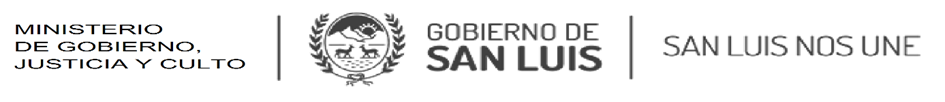 MINISTERIO
DE GOBIERNO,
JUSTICIA Y CULTO
GOBIERNO DE
SAN LUIS
SAN LUIS NOS UNE